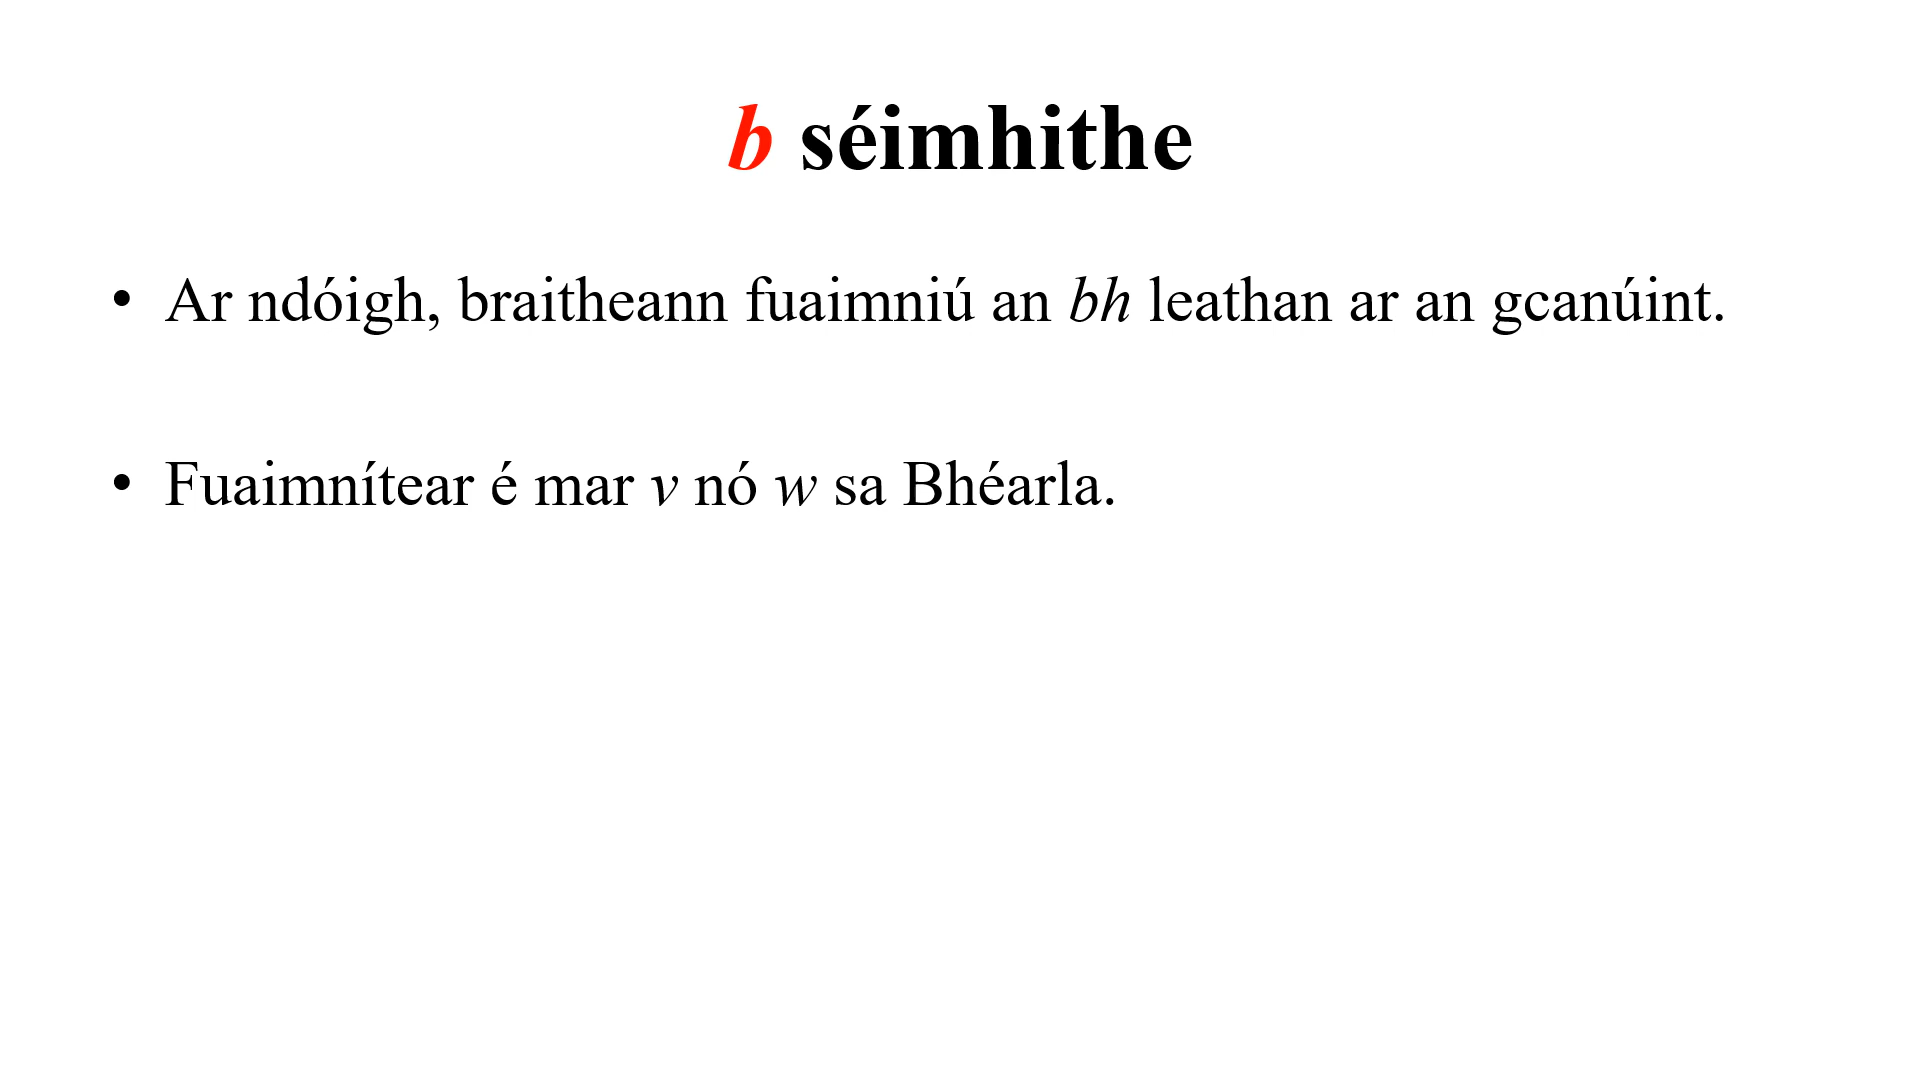 b séimhithe
• Ar ndóigh, braitheann fuaimniú an bh leathan ar an gcanúint.
• Fuaimnítear é mar v nó w sa Bhéarla.